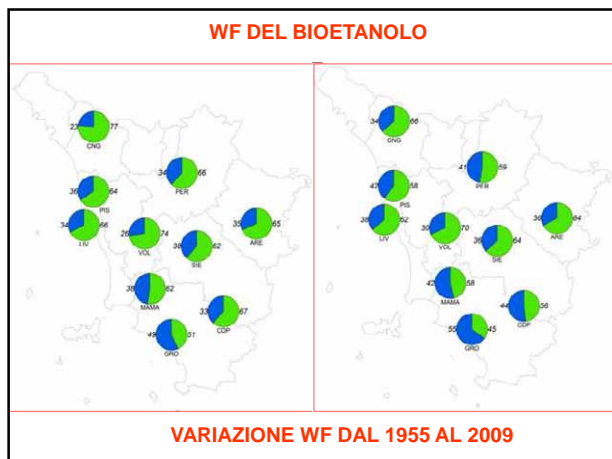 WF DEL BIOETANOLO
23 77
CNG
34 66
PER
36 64
PIS
34 66
LIV
26 74
VOL
38 62
SIE
35 65
ARE
38 62
MAMA
33 67
CDP
49 51
GRO
34 66
CNG
41 59
PER
42 58
PIS
38 62
LIV
30 70
VOL
36 64
SIE
36 64
ARE
42 58
MAMA
44 56
CDP
55 45
GRO
VARIAZIONE WF DAL 1955 AL 2009